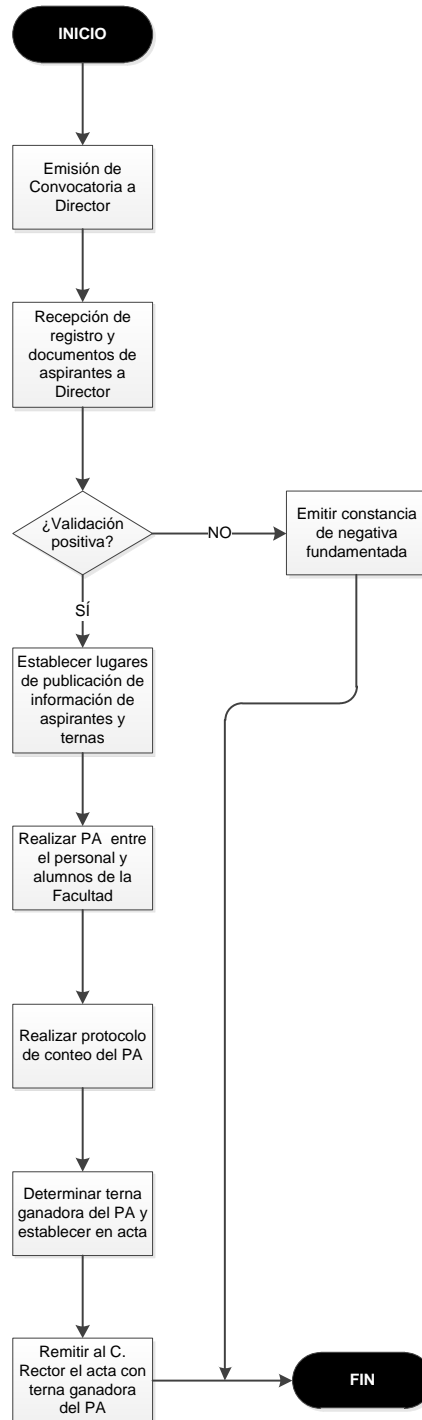 INICIO
Emisión de
Convocatoria a
Director
Recepción de
registro y
documentos de
aspirantes a
Director
¿Validación
positiva?
NO
Emitir constancia
de negativa
fundamentada
SÍ
Establecer lugares
de publicación de
información de
aspirantes y
ternas
Realizar PA entre
el personal y
alumnos de la
Facultad
Realizar protocolo
de conteo del PA
Determinar terna
ganadora del PA y
establecer en acta
Remitir al C.
Rector el acta con
terna ganadora
del PA
FIN